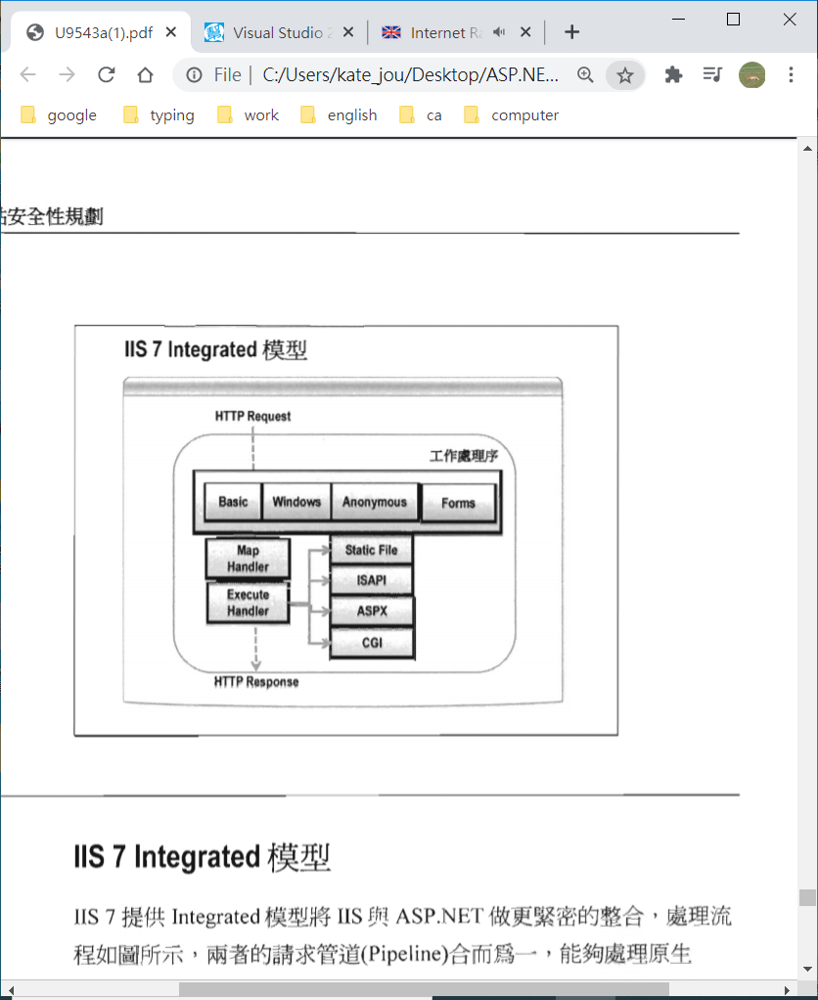 U9543a(1).pdf
Visual Studio
Internet Ra
File
C:/Users/kate_jou/Desktop/ASP.NE...
google
typing
work
english
ca
computer
安全性規劃
IIS 7 Integrated 模型
HTTP Request
工作處理序
Basic
Windows
Anonymous
Forms
Map
Handler
Execute
Handler
Static File
ISAPI
ASPX
CGI
HTTP Response
IIS 7 Integrated 模型
IIS 7 提供 Integrated 模型將 IIS 與 ASP.NET 做更緊密的整合，處理流
程如圖所示，兩者的請求管道(Pipeline)合而爲一，能夠處理原生